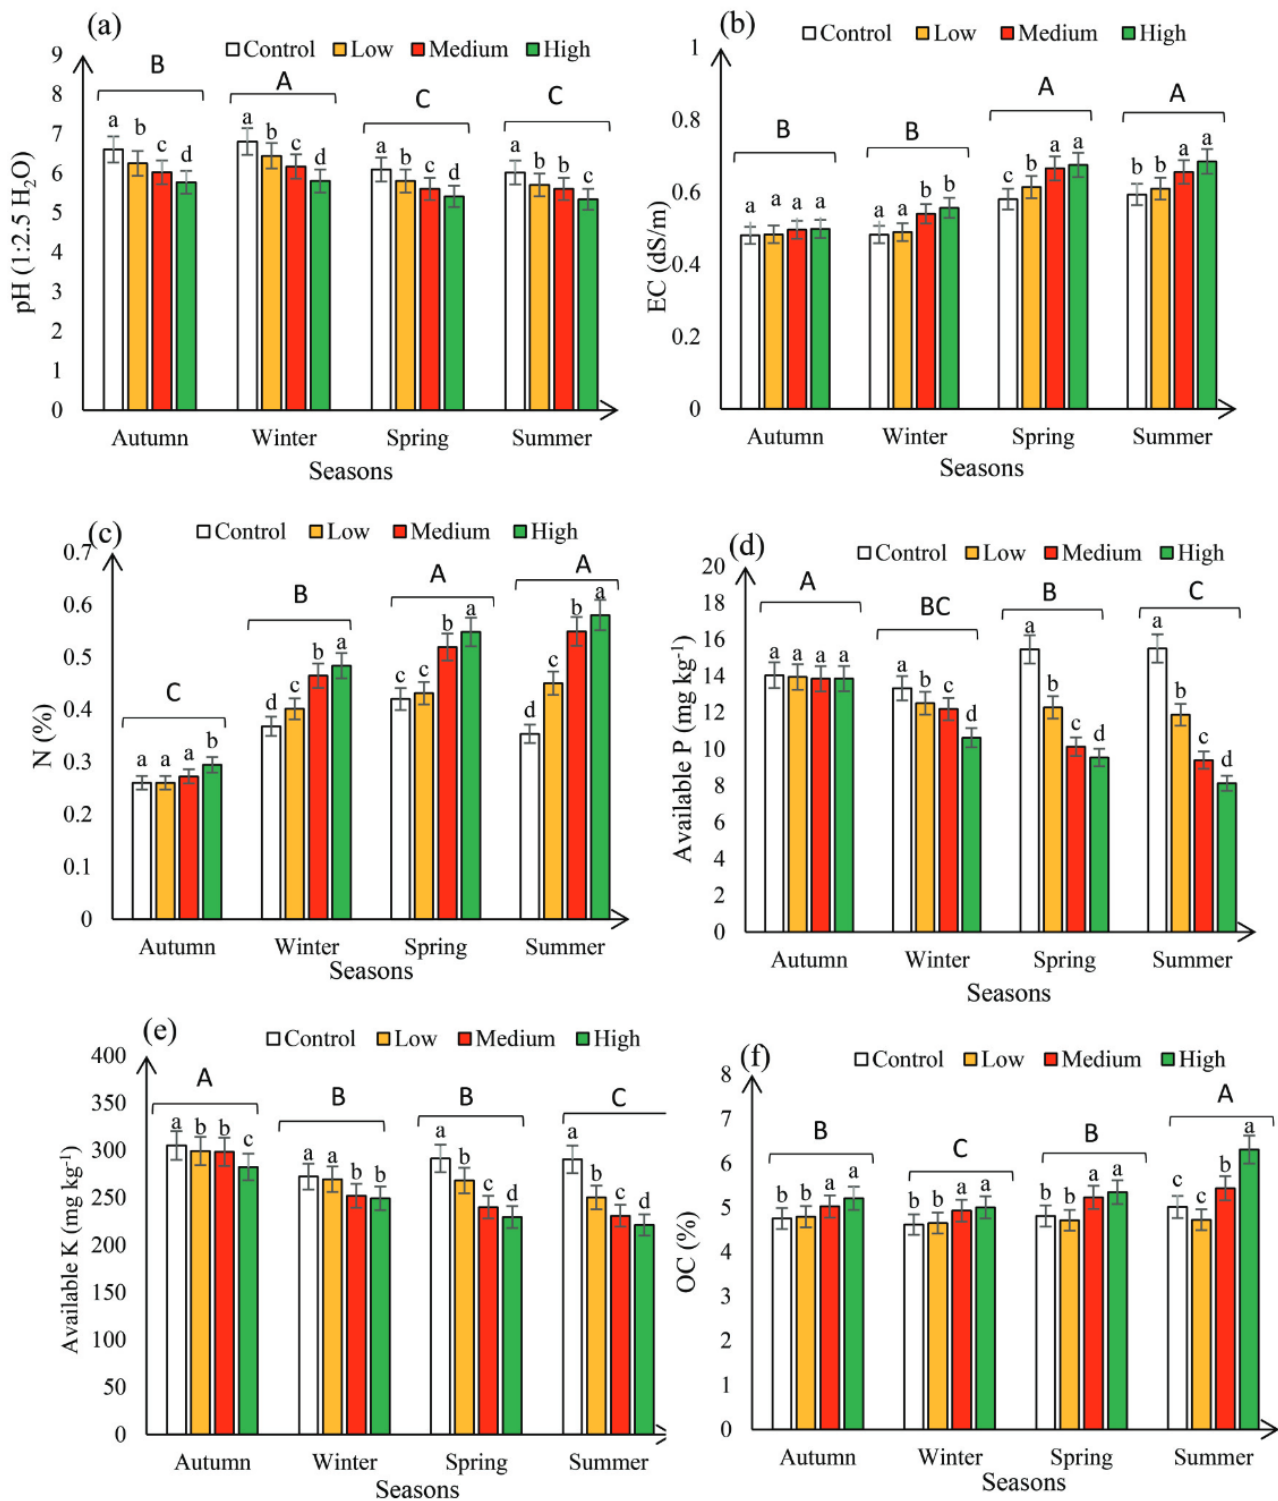 (a)
Control Low Medium High
pH (1:2.5 H₂O)
9
8
7
6
5
4
3
2
1
0
B A C C
a b c d a b c d a b c d a b b c
Autumn Winter Spring Summer
Seasons
(b)
Control Low Medium High
EC (dS/m)
1
0.8
0.6
0.4
0.2
0
B B A A
a a a a a a b b c b a a b b a a
Autumn Winter Spring Summer
Seasons
(c)
Control Low Medium High
N (%)
0.7
0.6
0.5
0.4
0.3
0.2
0.1
0
C B A A
a a a b d c b a c c b a d c b a
Autumn Winter Spring Summer
Seasons
(d)
Control Low Medium High
Available P (mg kg⁻¹)
20
18
16
14
12
10
8
6
4
2
0
A BC B C
a a a a a b c d a b c d a b c d
Autumn Winter Spring Summer
Seasons
(e)
Control Low Medium High
Available K (mg kg⁻¹)
400
350
300
250
200
150
100
50
0
A B B C
a b b c a a b b a b c d a b c d
Autumn Winter Spring Summer
Seasons
(f)
Control Low Medium High
OC (%)
8
7
6
5
4
3
2
1
0
B C B A
b b a a b b a a b b a a c c b a
Autumn Winter Spring Summer
Seasons